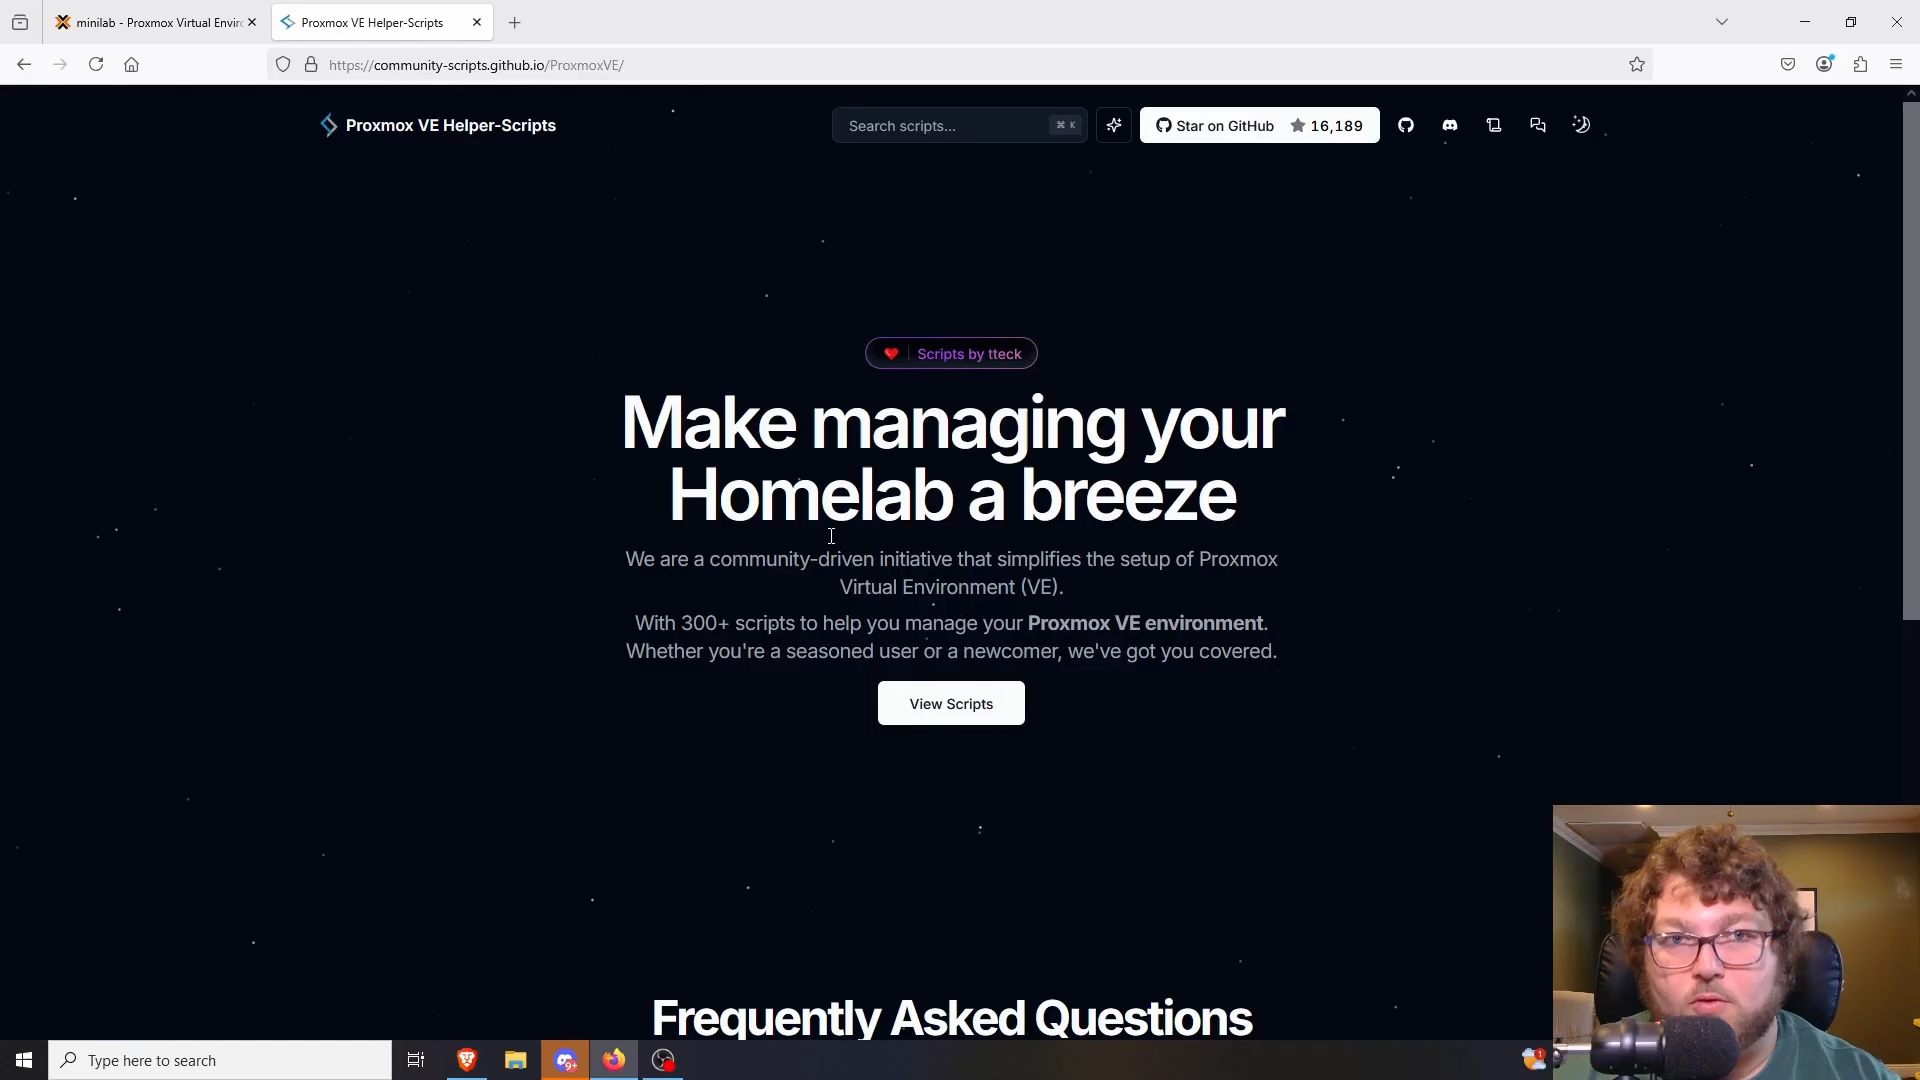 minilab - Proxmox Virtual Enviro
Proxmox VE Helper-Scripts
https://community-scripts.github.io/ProxmoxVE/
Proxmox VE Helper-Scripts
Search scripts...
⌘ K
Star on GitHub
16,189
Scripts by tteck
Make managing your
Homelab a breeze
We are a community-driven initiative that simplifies the setup of Proxmox
Virtual Environment (VE).
With 300+ scripts to help you manage your Proxmox VE environment.
Whether you're a seasoned user or a newcomer, we've got you covered.
View Scripts
Frequently Asked Questions
Type here to search
9+
1